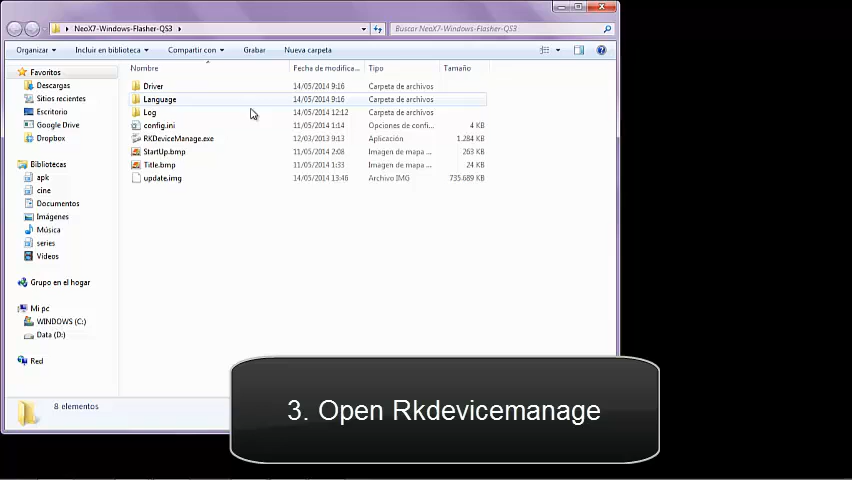 NeoX7-Windows-Flasher-QS3
Buscar NeoX7-Windows-Flasher-QS3
Organizar Incluir en biblioteca Compartir con Grabar Nueva carpeta
Nombre Fecha de modifica... Tipo Tamaño
Favoritos
Descargas
Sitios recientes
Escritorio
Google Drive
Dropbox
Bibliotecas
apk
cine
Documentos
Imágenes
Música
series
Vídeos
Grupo en el hogar
Mi pc
WINDOWS (C:)
Data (D:)
Red
Driver 14/05/2014 9:16 Carpeta de archivos
Language 14/05/2014 9:16 Carpeta de archivos
Log 14/05/2014 12:12 Carpeta de archivos
config.ini 11/05/2014 1:14 Opciones de confi... 4 KB
RKDeviceManage.exe 12/03/2013 9:13 Aplicación 1.284 KB
StartUp.bmp 11/05/2014 2:08 Imagen de mapa ... 263 KB
Title.bmp 11/05/2014 1:33 Imagen de mapa ... 24 KB
update.img 14/05/2014 13:46 Archivo IMG 735.689 KB
8 elementos
3. Open Rkdevicemanage